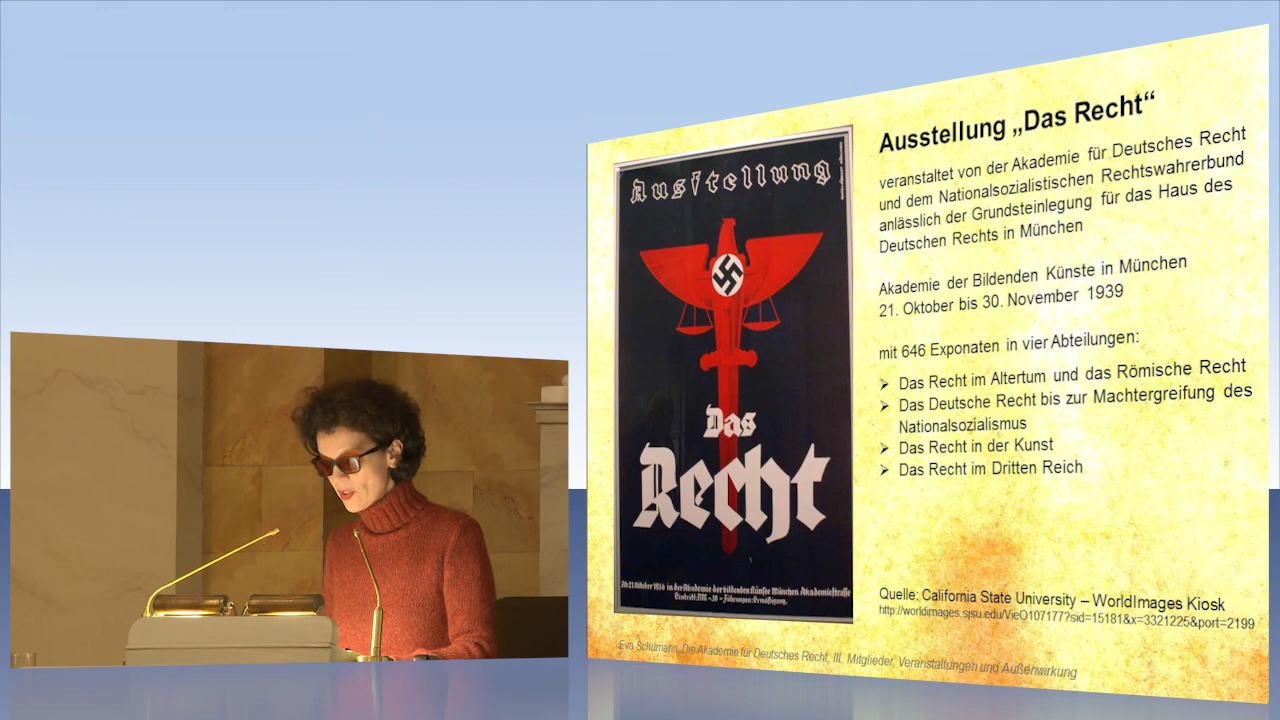 Ausstellung
Das
Recht
Ausstellung „Das Recht“
veranstaltet von der Akademie für Deutsches Recht
und dem Nationalsozialistischen Rechtswahrerbund
anlässlich der Grundsteinlegung für das Haus des
Deutschen Rechts in München
Akademie der Bildenden Künste in München
21. Oktober bis 30. November 1939
mit 646 Exponaten in vier Abteilungen:
➤ Das Recht im Altertum und das Römische Recht
➤ Das Deutsche Recht bis zur Machtergreifung des
Nationalsozialismus
➤ Das Recht in der Kunst
➤ Das Recht im Dritten Reich
Quelle: California State University – WorldImages Kiosk
http://worldimages.sjsu.edu/VieO107177?sid=15181&x=3321225&port=2199
Eva Schumann, Die Akademie für Deutsches Recht, III. Mitglieder, Veranstaltungen und Außenwirkung